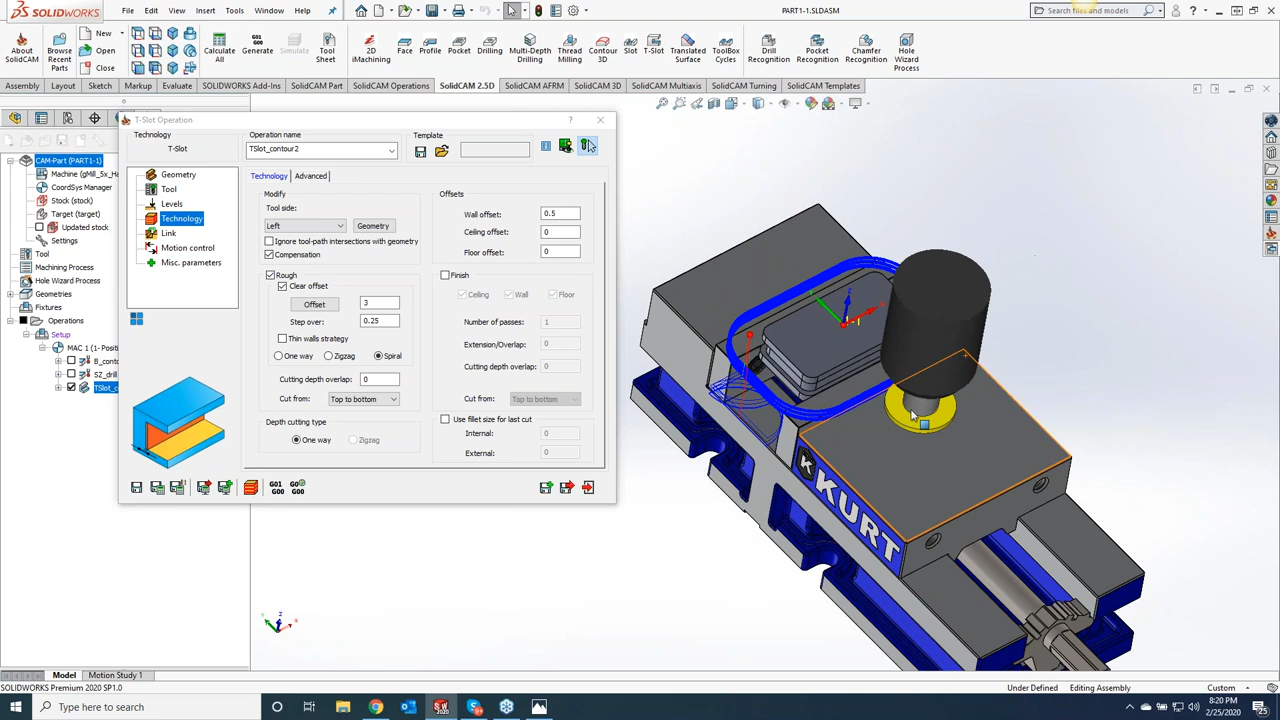 SOLIDWORKS File Edit View Insert Tools Window Help
PART1-1.SLDASM
Search files and models
About SolidCAM
Browse Recent Parts
New
Open
Close
Calculate All
Generate
Simulate
Tool Sheet
2D iMachining
Face
Profile
Pocket
Drilling
Multi-Depth Drilling
Thread Milling
Contour 3D
Slot
T-Slot
Translated Surface
ToolBox Cycles
Drill Recognition
Pocket Recognition
Chamfer Recognition
Hole Wizard Process
G01
G00
Assembly Layout Sketch Markup Evaluate SOLIDWORKS Add-Ins SolidCAM Part SolidCAM Operations SolidCAM 2.5D SolidCAM AFRM SolidCAM 3D SolidCAM Multiaxis SolidCAM Turning SolidCAM Templates
CAM-Part (PART1-1)
Machine (gMill_5x_Ha
CoordSys Manager
Stock (stock)
Target (target)
Updated stock
Settings
Tool
Machining Process
Hole Wizard Process
Geometries
Fixtures
Operations
Setup
MAC 1 (1- Positi
B_conto
SZ_drill
TSlot_c
T-Slot Operation
?
Technology
T-Slot
Operation name
TSlot_contour2
Template
Geometry
Tool
Levels
Technology
Link
Motion control
Misc. parameters
Technology Advanced
Modify
Tool side:
Left
Geometry
Ignore tool-path intersections with geometry
Compensation
Offsets
Wall offset: 0.5
Ceiling offset: 0
Floor offset: 0
Rough
Clear offset
Offset 3
Step over: 0.25
Thin walls strategy
One way Zigzag Spiral
Cutting depth overlap: 0
Cut from: Top to bottom
Depth cutting type
One way Zigzag
Finish
Ceiling Wall Floor
Number of passes: 1
Extension/Overlap: 0
Cutting depth overlap: 0
Cut from: Top to bottom
Use fillet size for last cut
Internal: 0
External: 0
G01
G00
KURT
Model Motion Study 1
SOLIDWORKS Premium 2020 SP1.0
Under Defined Editing Assembly Custom
Type here to search
8:20 PM
2/25/2020